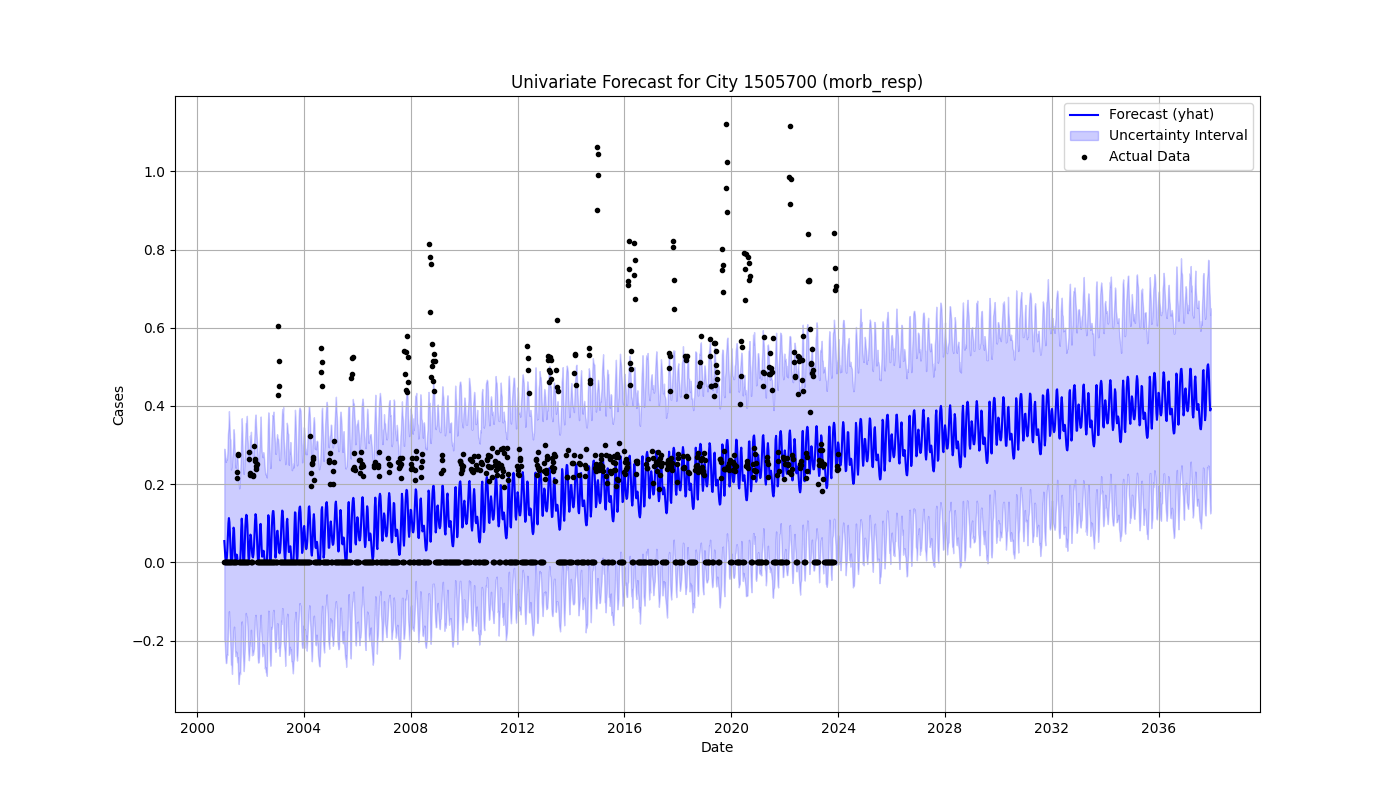 Univariate Forecast for City 1505700 (morb_resp)
Forecast (yhat)
Uncertainty Interval
Actual Data
Cases
1.0
0.8
0.6
0.4
0.2
0.0
−0.2
2000 2004 2008 2012 2016 2020 2024 2028 2032 2036
Date